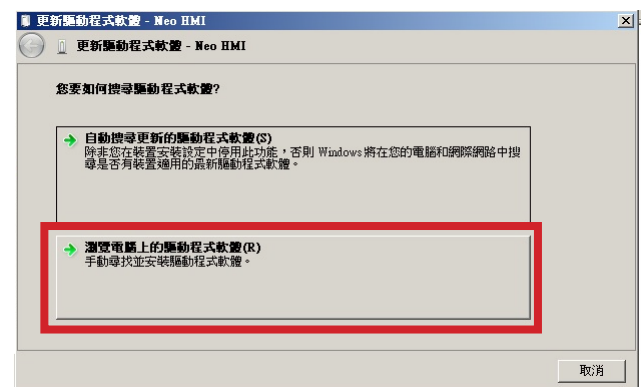 更新驅動程式軟體 - Neo HMI
更新驅動程式軟體 - Neo HMI
您要如何搜尋驅動程式軟體?
自動搜尋更新的驅動程式軟體(S)
除非您在裝置安裝設定中停用此功能，否則 Windows 將在您的電腦和網際網路中搜
尋是否有裝置適用的最新驅動程式軟體。
瀏覽電腦上的驅動程式軟體(R)
手動尋找並安裝驅動程式軟體。
取消